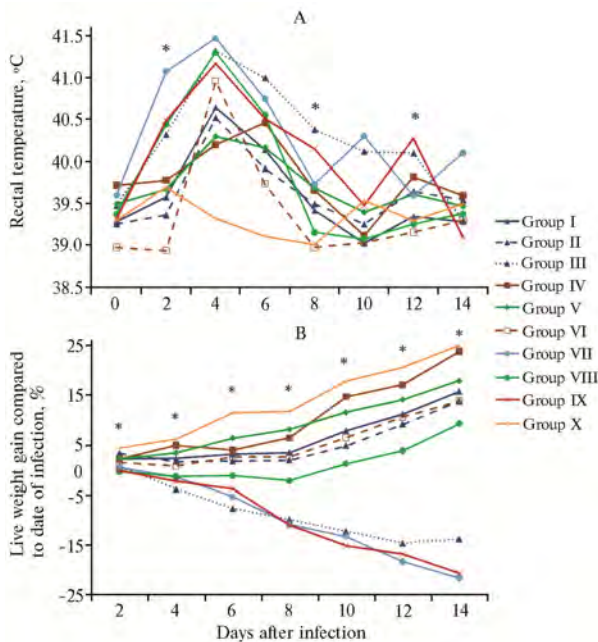 A
Rectal temperature, °C
41.5
41.0
40.5
40.0
39.5
39.0
38.5
* * *
0 2 4 6 8 10 12 14
Group I
Group II
Group III
Group IV
Group V
Group VI
Group VII
Group VIII
Group IX
Group X
B
Live weight gain compared
to date of infection, %
25
15
5
0
-5
-15
-25
* * * * * * *
2 4 6 8 10 12 14
Days after infection